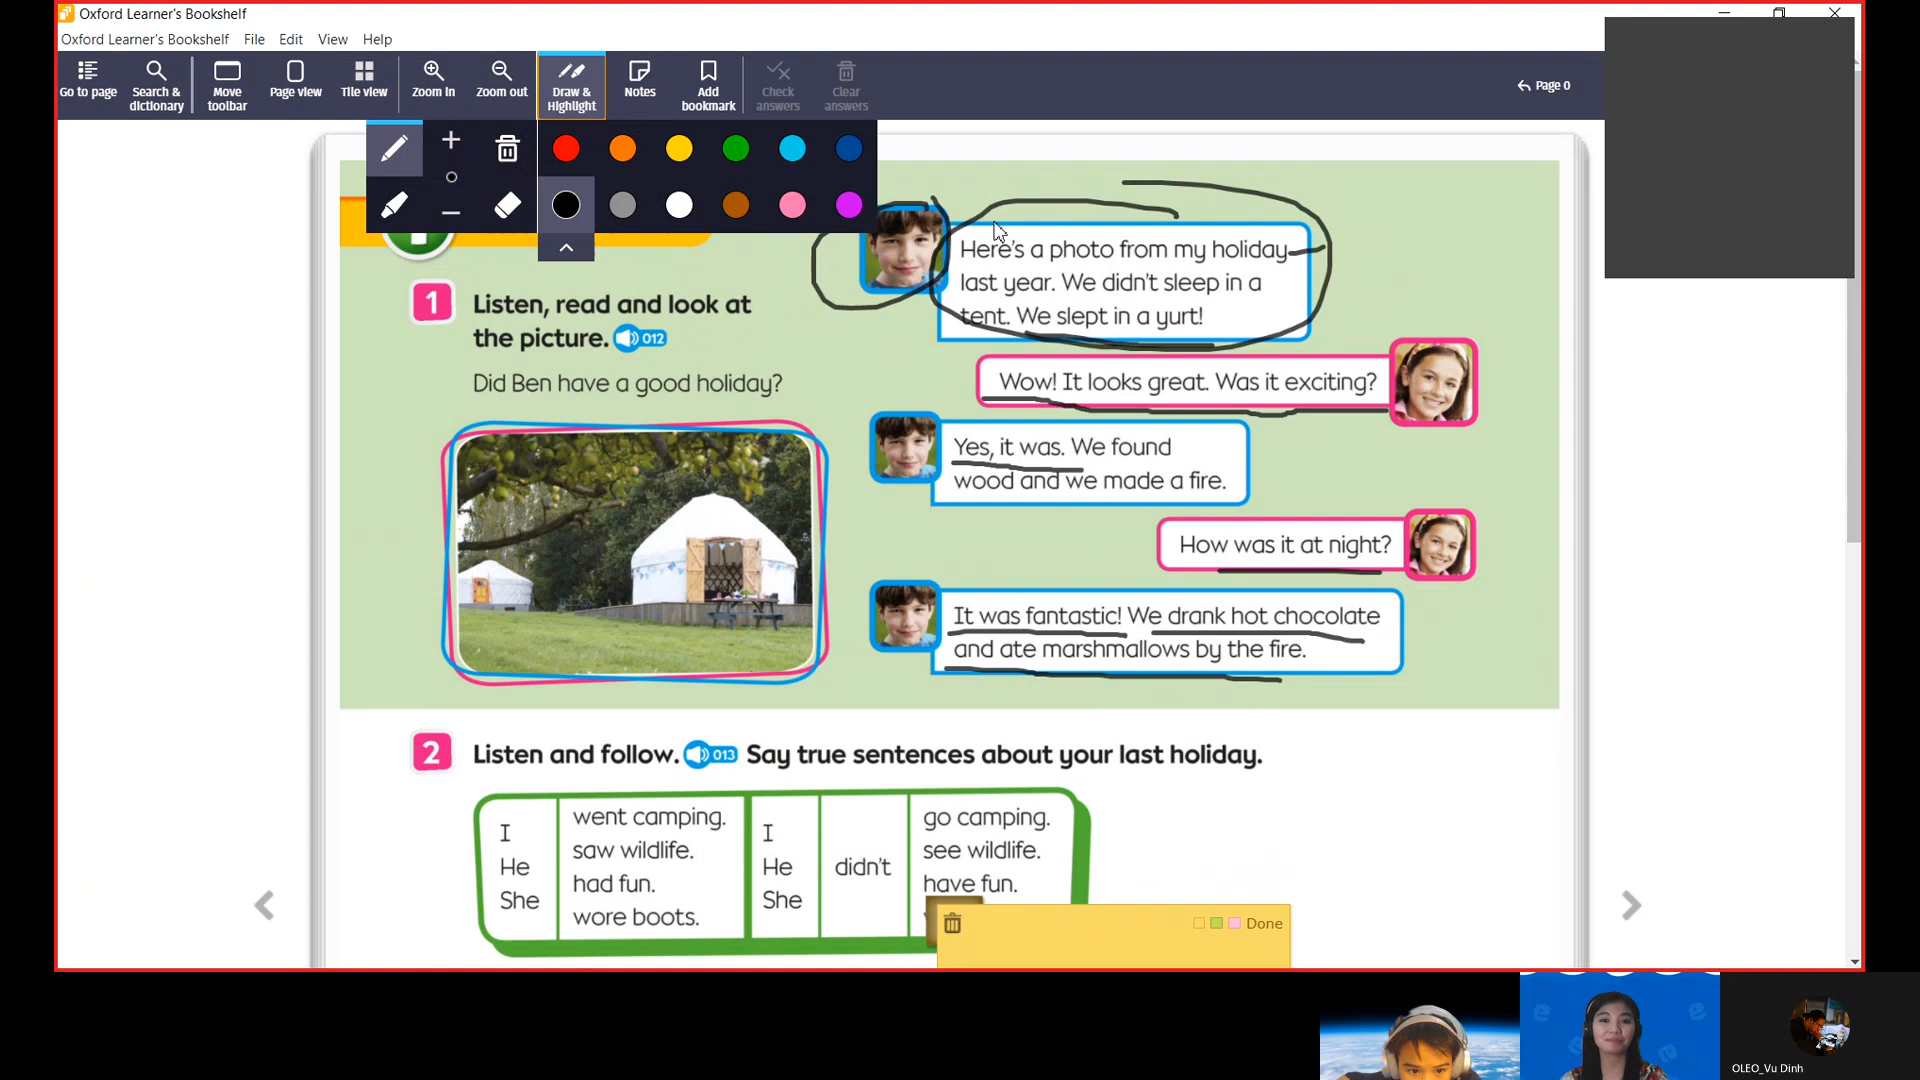 Oxford Learner's Bookshelf
Oxford Learner's Bookshelf File Edit View Help
Go to page
Search & dictionary
Move toolbar
Page view
Tile view
Zoom in
Zoom out
Draw & Highlight
Notes
Add bookmark
Check answers
Clear answers
Page 0
1 Listen, read and look at
the picture. 012
Did Ben have a good holiday?
Here's a photo from my holiday
last year. We didn't sleep in a
tent. We slept in a yurt!
Wow! It looks great. Was it exciting?
Yes, it was. We found
wood and we made a fire.
How was it at night?
It was fantastic! We drank hot chocolate
and ate marshmallows by the fire.
2 Listen and follow. 013 Say true sentences about your last holiday.
I
He
She
went camping.
saw wildlife.
had fun.
wore boots.
I
He
She
didn't
go camping.
see wildlife.
have fun.
Done
OLEO_Vu Dinh